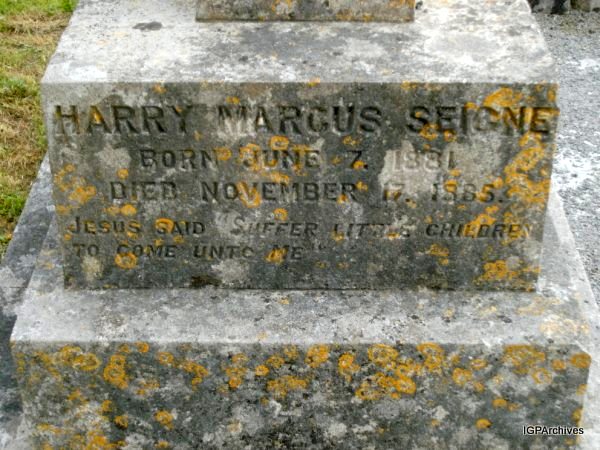 HARRY MARCUS SEIGNE
BORN JUNE 7. 1881
DIED NOVEMBER 17. 1885.
JESUS SAID "SUFFER LITTLE CHILDREN
TO COME UNTO ME"
IGPArchives